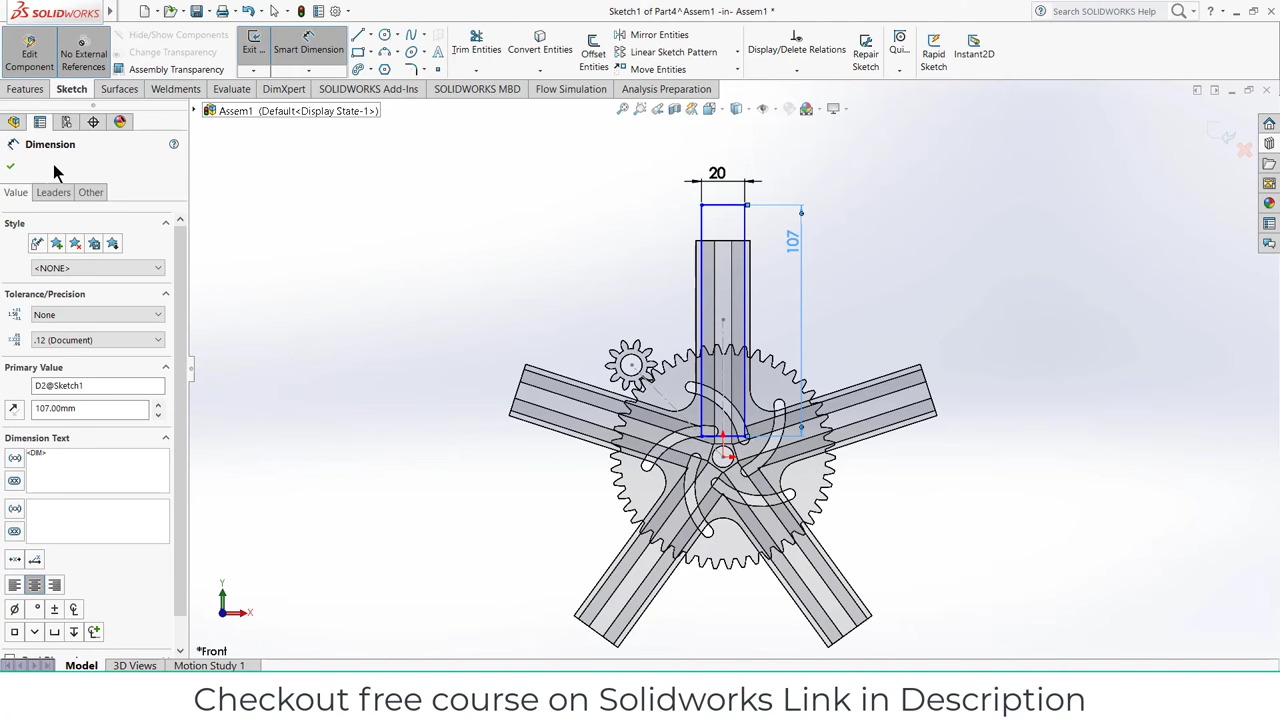 SOLIDWORKS
Sketch1 of Part4^Assem1 -in- Assem1 *
Search SOLIDWORKS Help
Edit Component
No External References
Hide/Show Components
Change Transparency
Assembly Transparency
Exit ...
Smart Dimension
Trim Entities
Convert Entities
Offset Entities
Mirror Entities
Linear Sketch Pattern
Move Entities
Display/Delete Relations
Repair Sketch
Qui...
Rapid Sketch
Instant2D
Features
Sketch
Surfaces
Weldments
Evaluate
DimXpert
SOLIDWORKS Add-Ins
SOLIDWORKS MBD
Flow Simulation
Analysis Preparation
Assem1 (Default<Display State-1>)
Dimension
Value
Leaders
Other
Style
<NONE>
Tolerance/Precision
None
.12 (Document)
Primary Value
D2@Sketch1
107.00mm
Dimension Text
<DIM>
20
107
Y
X
*Front
Model
3D Views
Motion Study 1
Checkout free course on Solidworks Link in Description